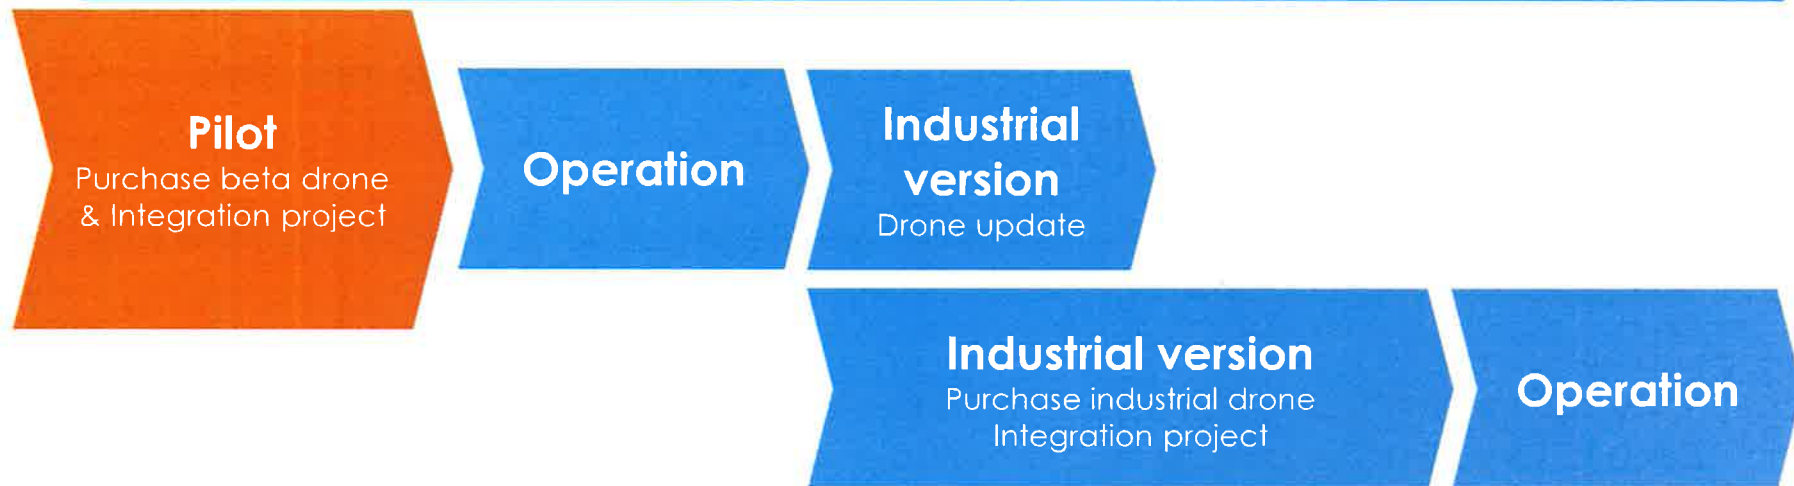 Pilot
Purchase beta drone
& Integration project
Operation
Industrial
version
Drone update
Industrial version
Purchase industrial drone
Integration project
Operation